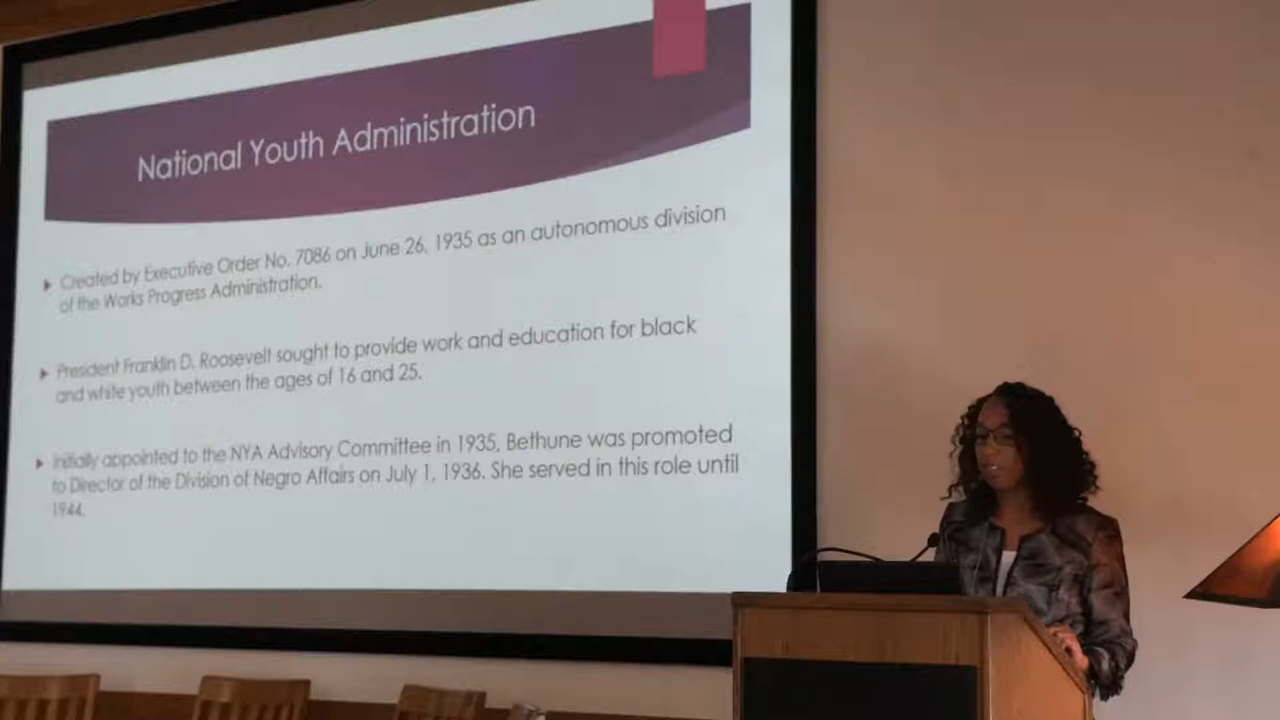 National Youth Administration
Created by Executive Order No. 7086 on June 26, 1935 as an autonomous division
of the Works Progress Administration.
President Franklin D. Roosevelt sought to provide work and education for black
and white youth between the ages of 16 and 25.
Initially appointed to the NYA Advisory Committee in 1935, Bethune was promoted
to Director of the Division of Negro Affairs on July 1, 1936. She served in this role until
1944.